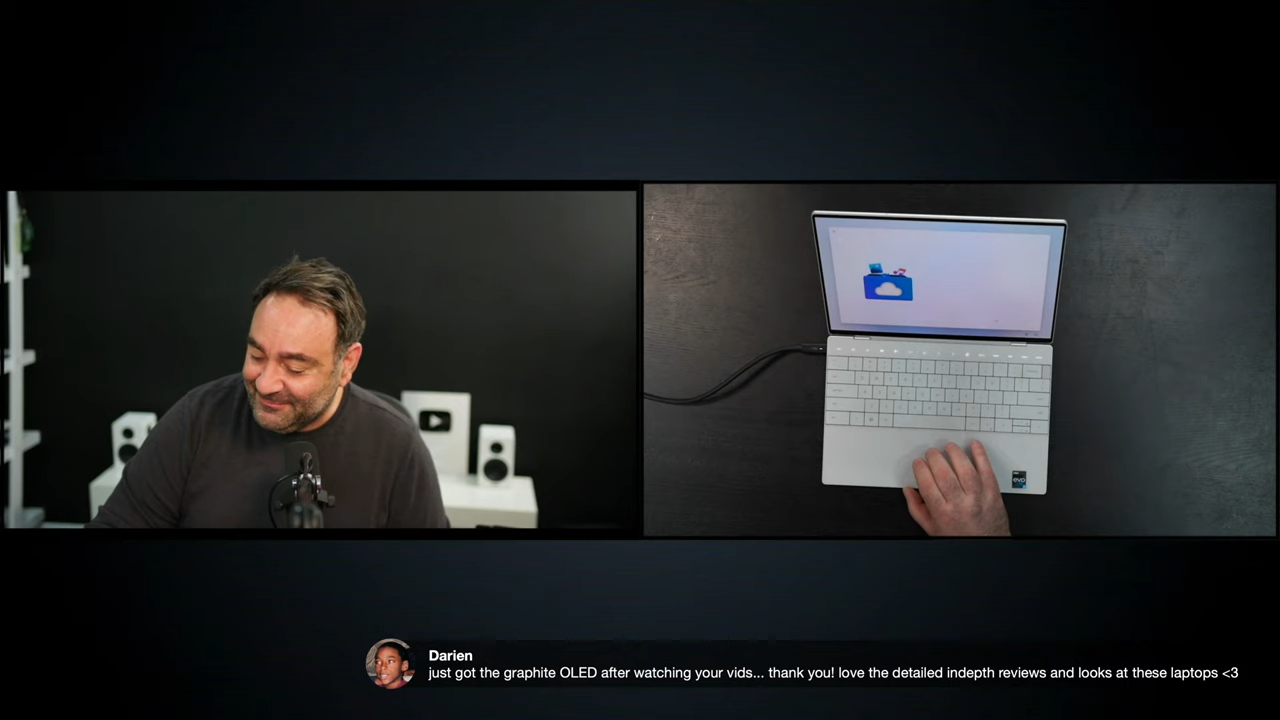 evo
Darien
just got the graphite OLED after watching your vids... thank you! love the detailed indepth reviews and looks at these laptops <3